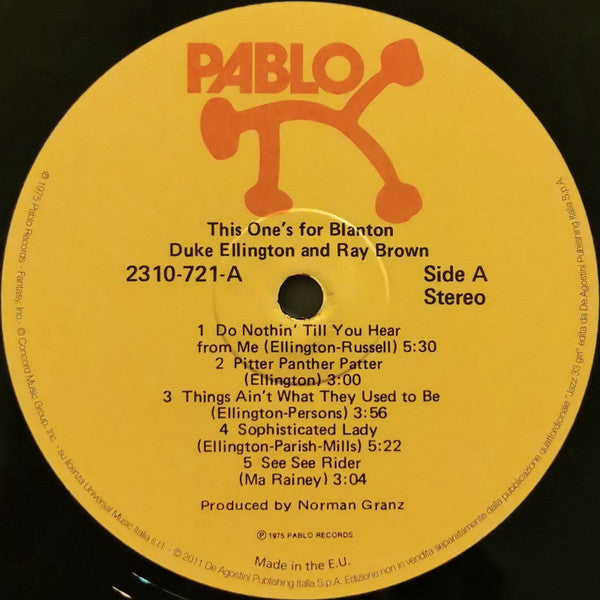 PABLO
This One's for Blanton
Duke Ellington and Ray Brown
2310-721-A
Side A
Stereo
1 Do Nothin' Till You Hear
from Me (Ellington-Russell) 5:30
2 Pitter Panther Patter
(Ellington) 3:00
3 Things Ain't What They Used to Be
(Ellington-Persons) 3:56
4 Sophisticated Lady
(Ellington-Parish-Mills) 5:22
5 See See Rider
(Ma Rainey) 3:04
Produced by Norman Granz
℗ 1975 PABLO RECORDS
Made in the E.U.
℗ 1975 Pablo Records - Fantasy, Inc. - © Concord Music Group, Inc. - su licenza Universal Music Italia s.r.l. - © 2011 De Agostini Publishing Italia S.p.A. Edizione non in vendita separatamente dalla pubblicazione quattordicinale "Jazz 33 giri" edita da De Agostini Publishing Italia S.p.A.